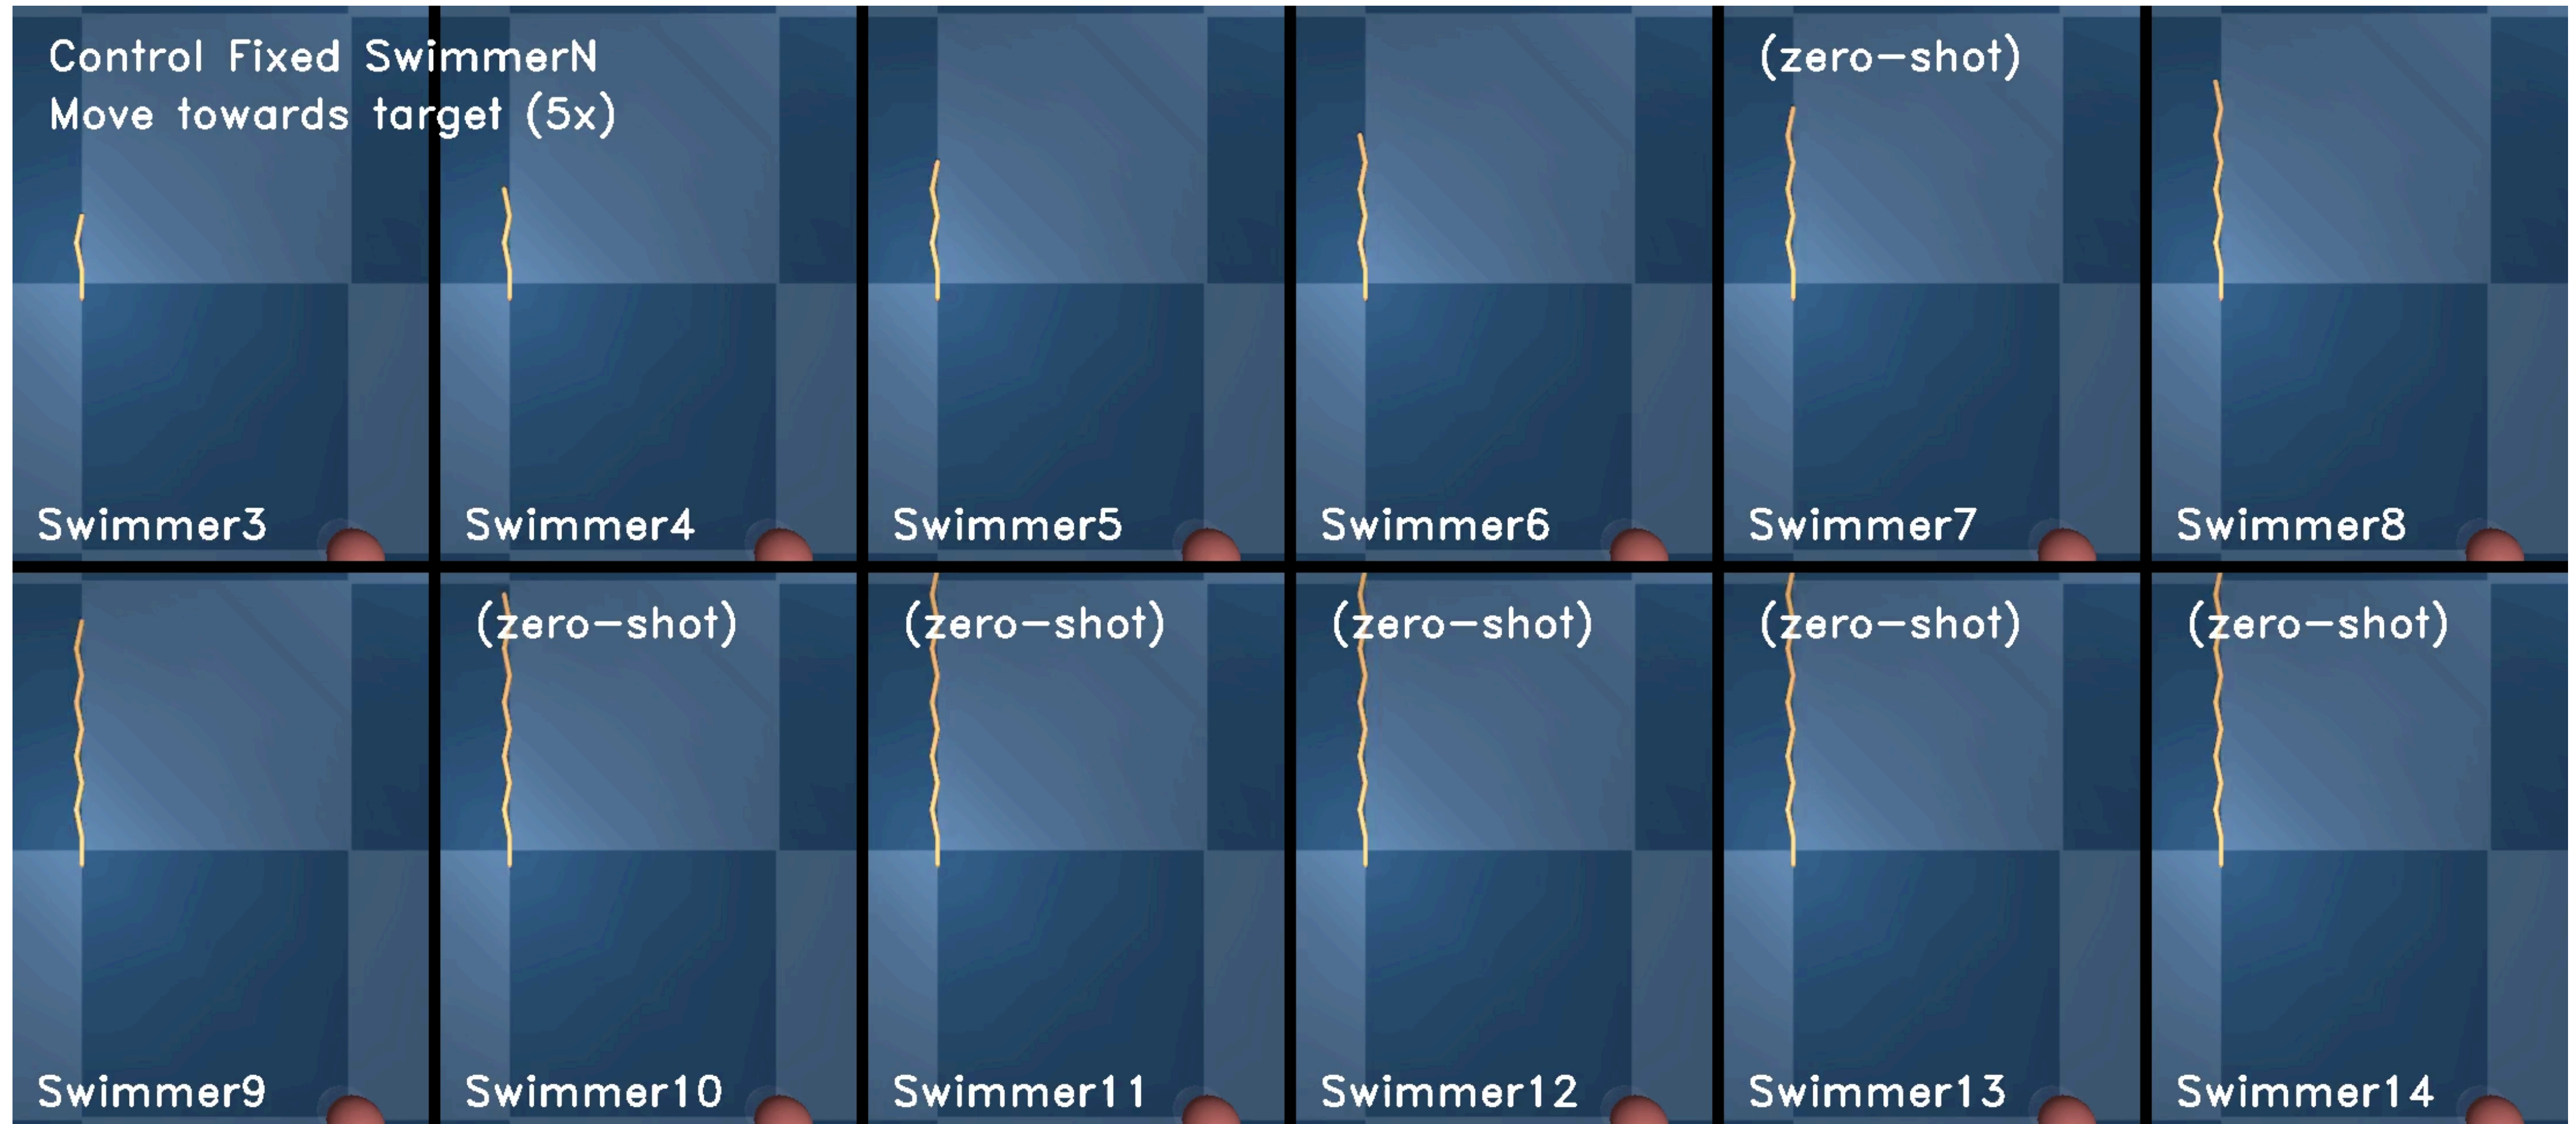 Control Fixed SwimmerN
Move towards target (5x)
(zero-shot)
Swimmer3
Swimmer4
Swimmer5
Swimmer6
Swimmer7
Swimmer8
(zero-shot)
(zero-shot)
(zero-shot)
(zero-shot)
(zero-shot)
Swimmer9
Swimmer10
Swimmer11
Swimmer12
Swimmer13
Swimmer14